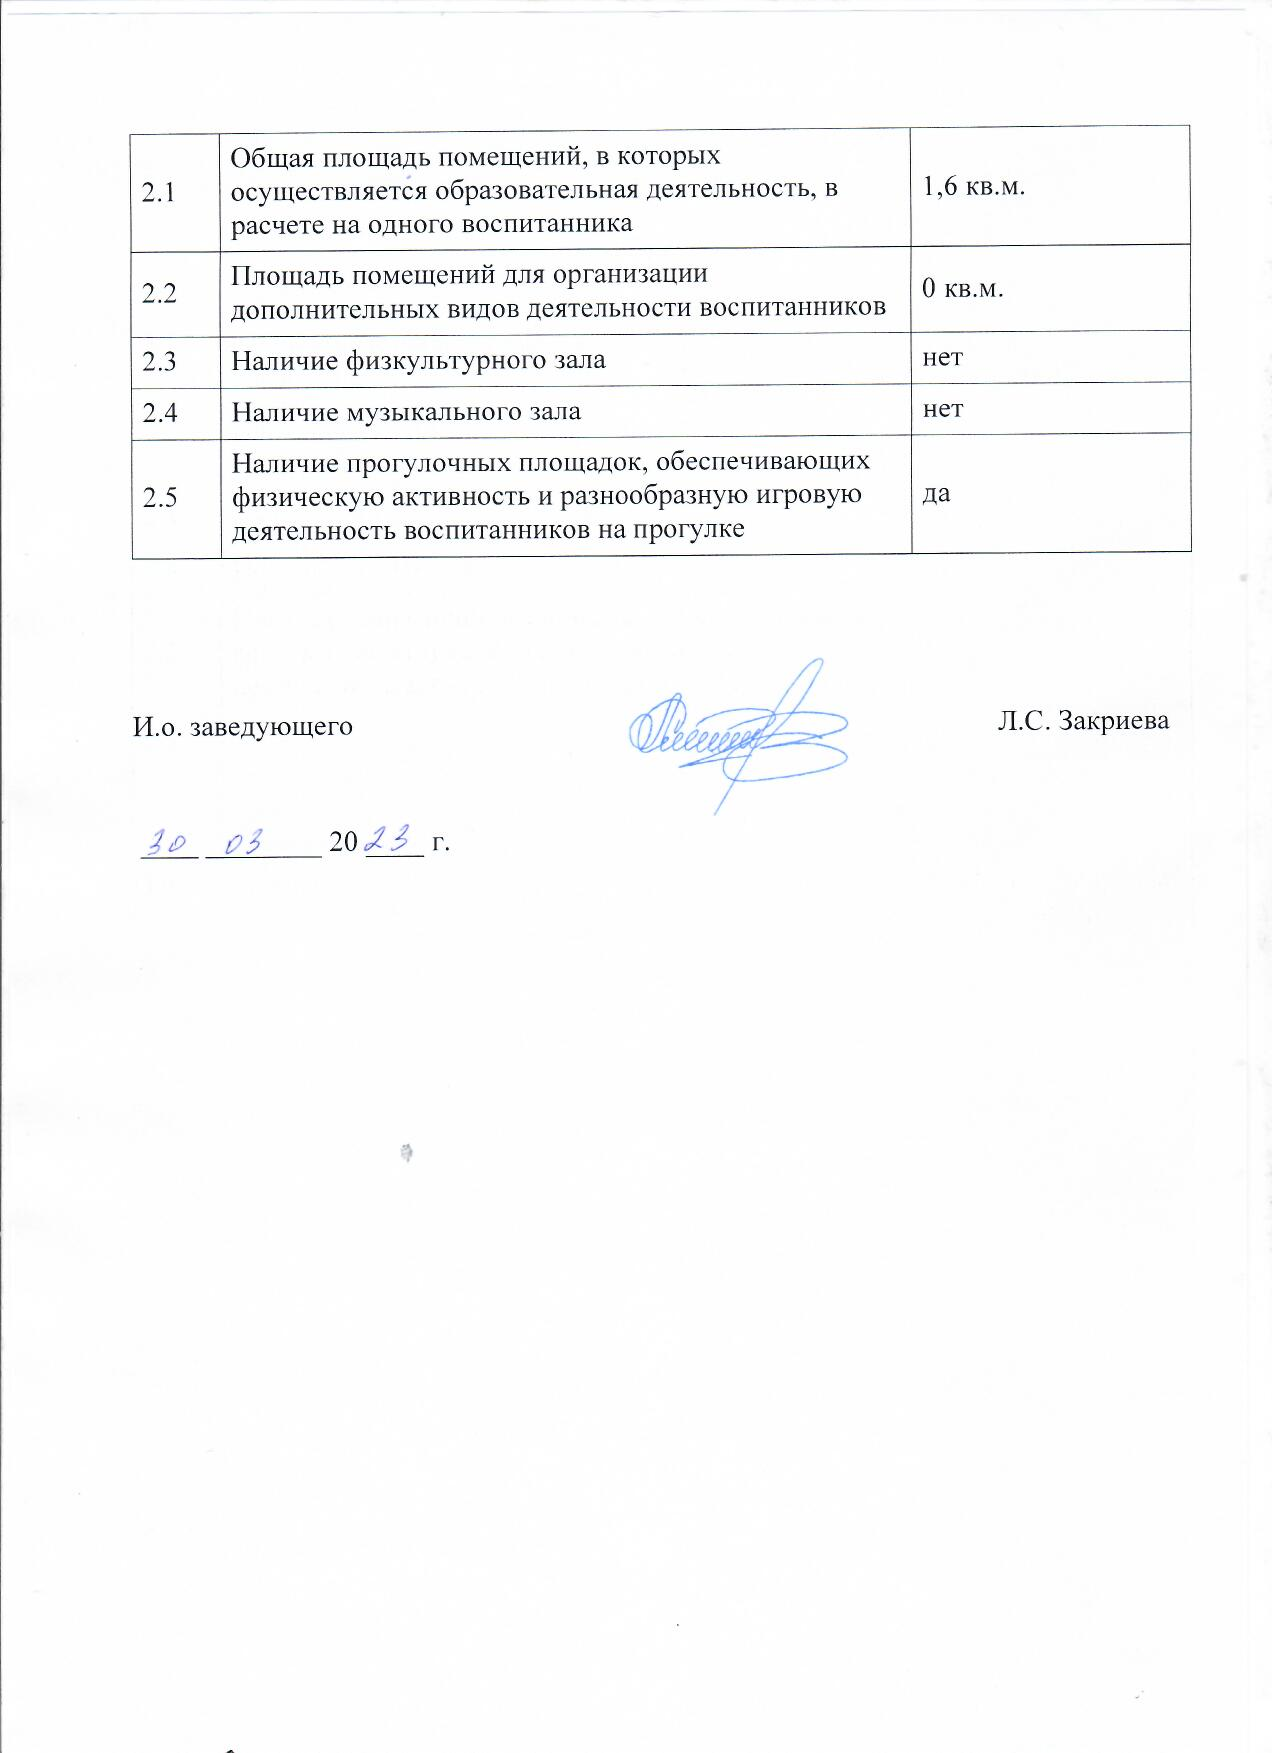 2.1
Общая площадь помещений, в которых
осуществляется образовательная деятельность, в
расчете на одного воспитанника
1,6 кв.м.
2.2
Площадь помещений для организации
дополнительных видов деятельности воспитанников
0 кв.м.
2.3 Наличие физкультурного зала нет
2.4 Наличие музыкального зала нет
2.5
Наличие прогулочных площадок, обеспечивающих
физическую активность и разнообразную игровую
деятельность воспитанников на прогулке
да
И.о. заведующего Л.С. Закриева
30 03 20 23 г.